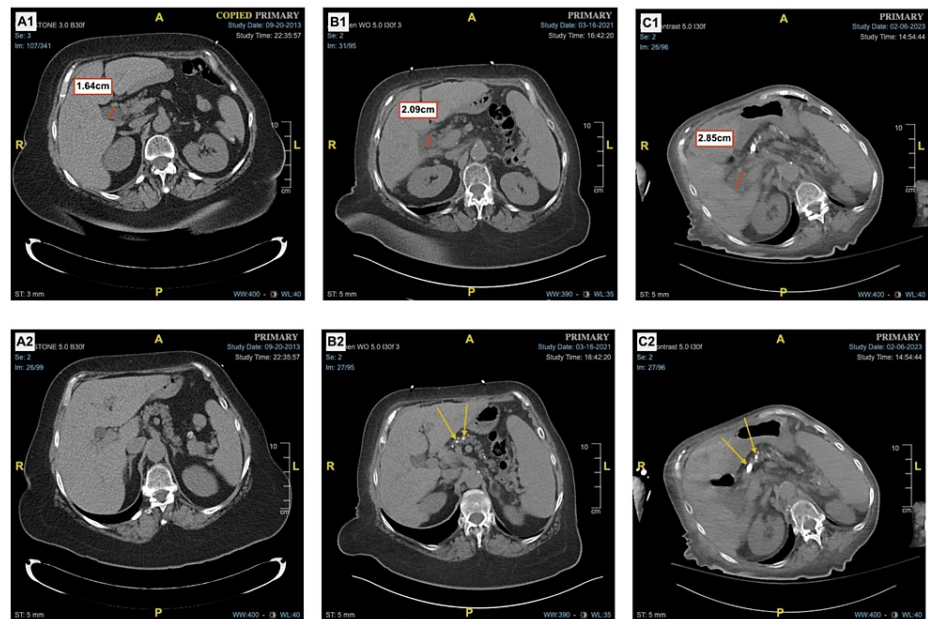 A1
STONE 5.0 B30f
Se: 3
Im: 107/341
A
COPIED PRIMARY
Study Date: 09-20-2013
Study Time: 22:35:57
1.64cm
R
10
L
cm
ST: 3 mm
P
WW:400 - WL:40
B1
en WO 5.0 I30f 3
Se: 2
Im: 31/95
A
PRIMARY
Study Date: 03-16-2021
Study Time: 16:42:20
2.09cm
R
10
L
cm
ST: 5 mm
P
WW:390 - WL:35
C1
ontrast 5.0 I30f
Se: 2
Im: 26/96
A
PRIMARY
Study Date: 02-06-2023
Study Time: 14:54:44
2.85cm
R
10
L
cm
ST: 5 mm
P
WW:400 - WL:40
A2
STONE 5.0 B30f
Se: 2
Im: 26/99
A
PRIMARY
Study Date: 09-20-2013
Study Time: 22:35:57
R
10
L
cm
ST: 5 mm
P
WW:400 - WL:40
B2
men WO 5.0 I30f 3
Se: 2
Im: 27/95
A
PRIMARY
Study Date: 03-16-2021
Study Time: 16:42:20
R
10
L
cm
ST: 5 mm
P
WW:390 - WL:35
C2
contrast 5.0 I30f
Se: 2
Im: 27/96
A
PRIMARY
Study Date: 02-06-2023
Study Time: 14:54:44
R
10
L
cm
ST: 5 mm
P
WW:400 - WL:40